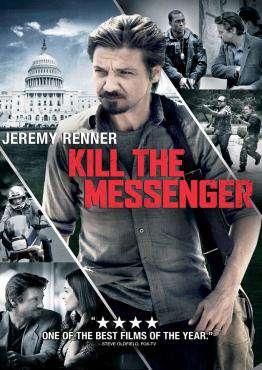 JEREMY RENNER
KILL THE
MESSENGER
"★★★★
ONE OF THE BEST FILMS OF THE YEAR."
– STEVE OLDFIELD, FOX-TV